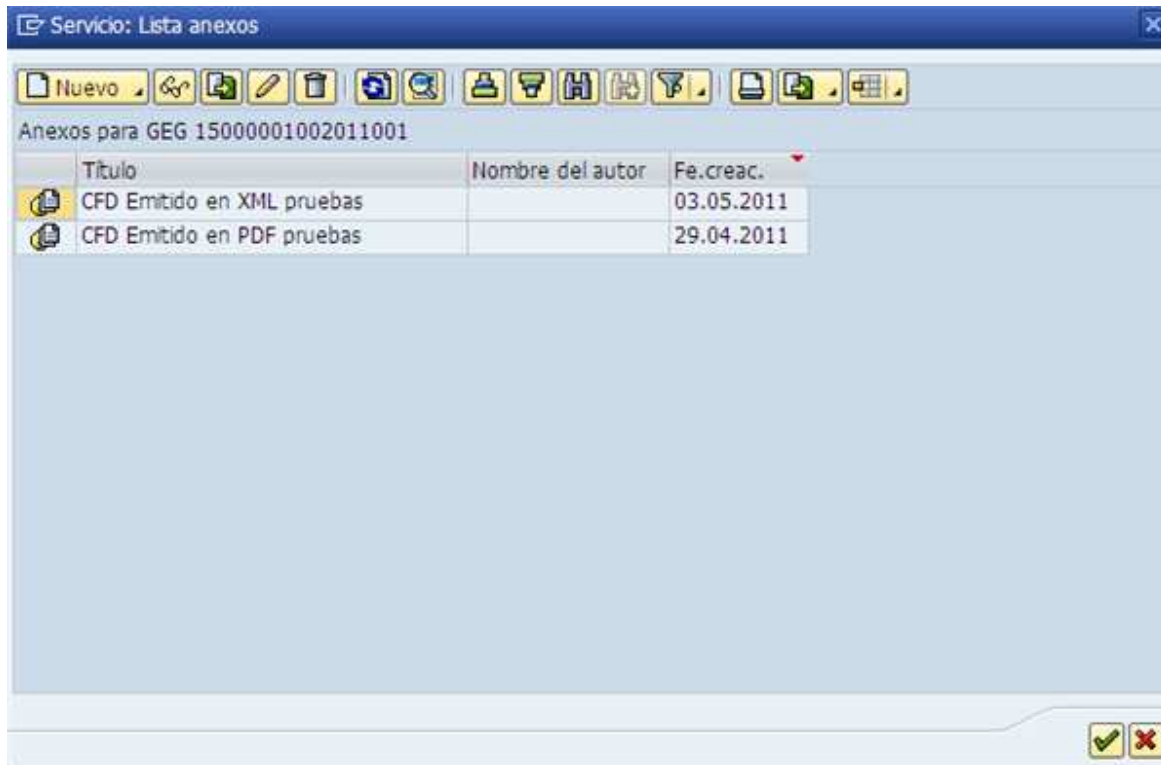 Servicio: Lista anexos
Nuevo
Anexos para GEG 15000001002011001
Título Nombre del autor Fe.creac.
CFD Emitido en XML pruebas 03.05.2011
CFD Emitido en PDF pruebas 29.04.2011